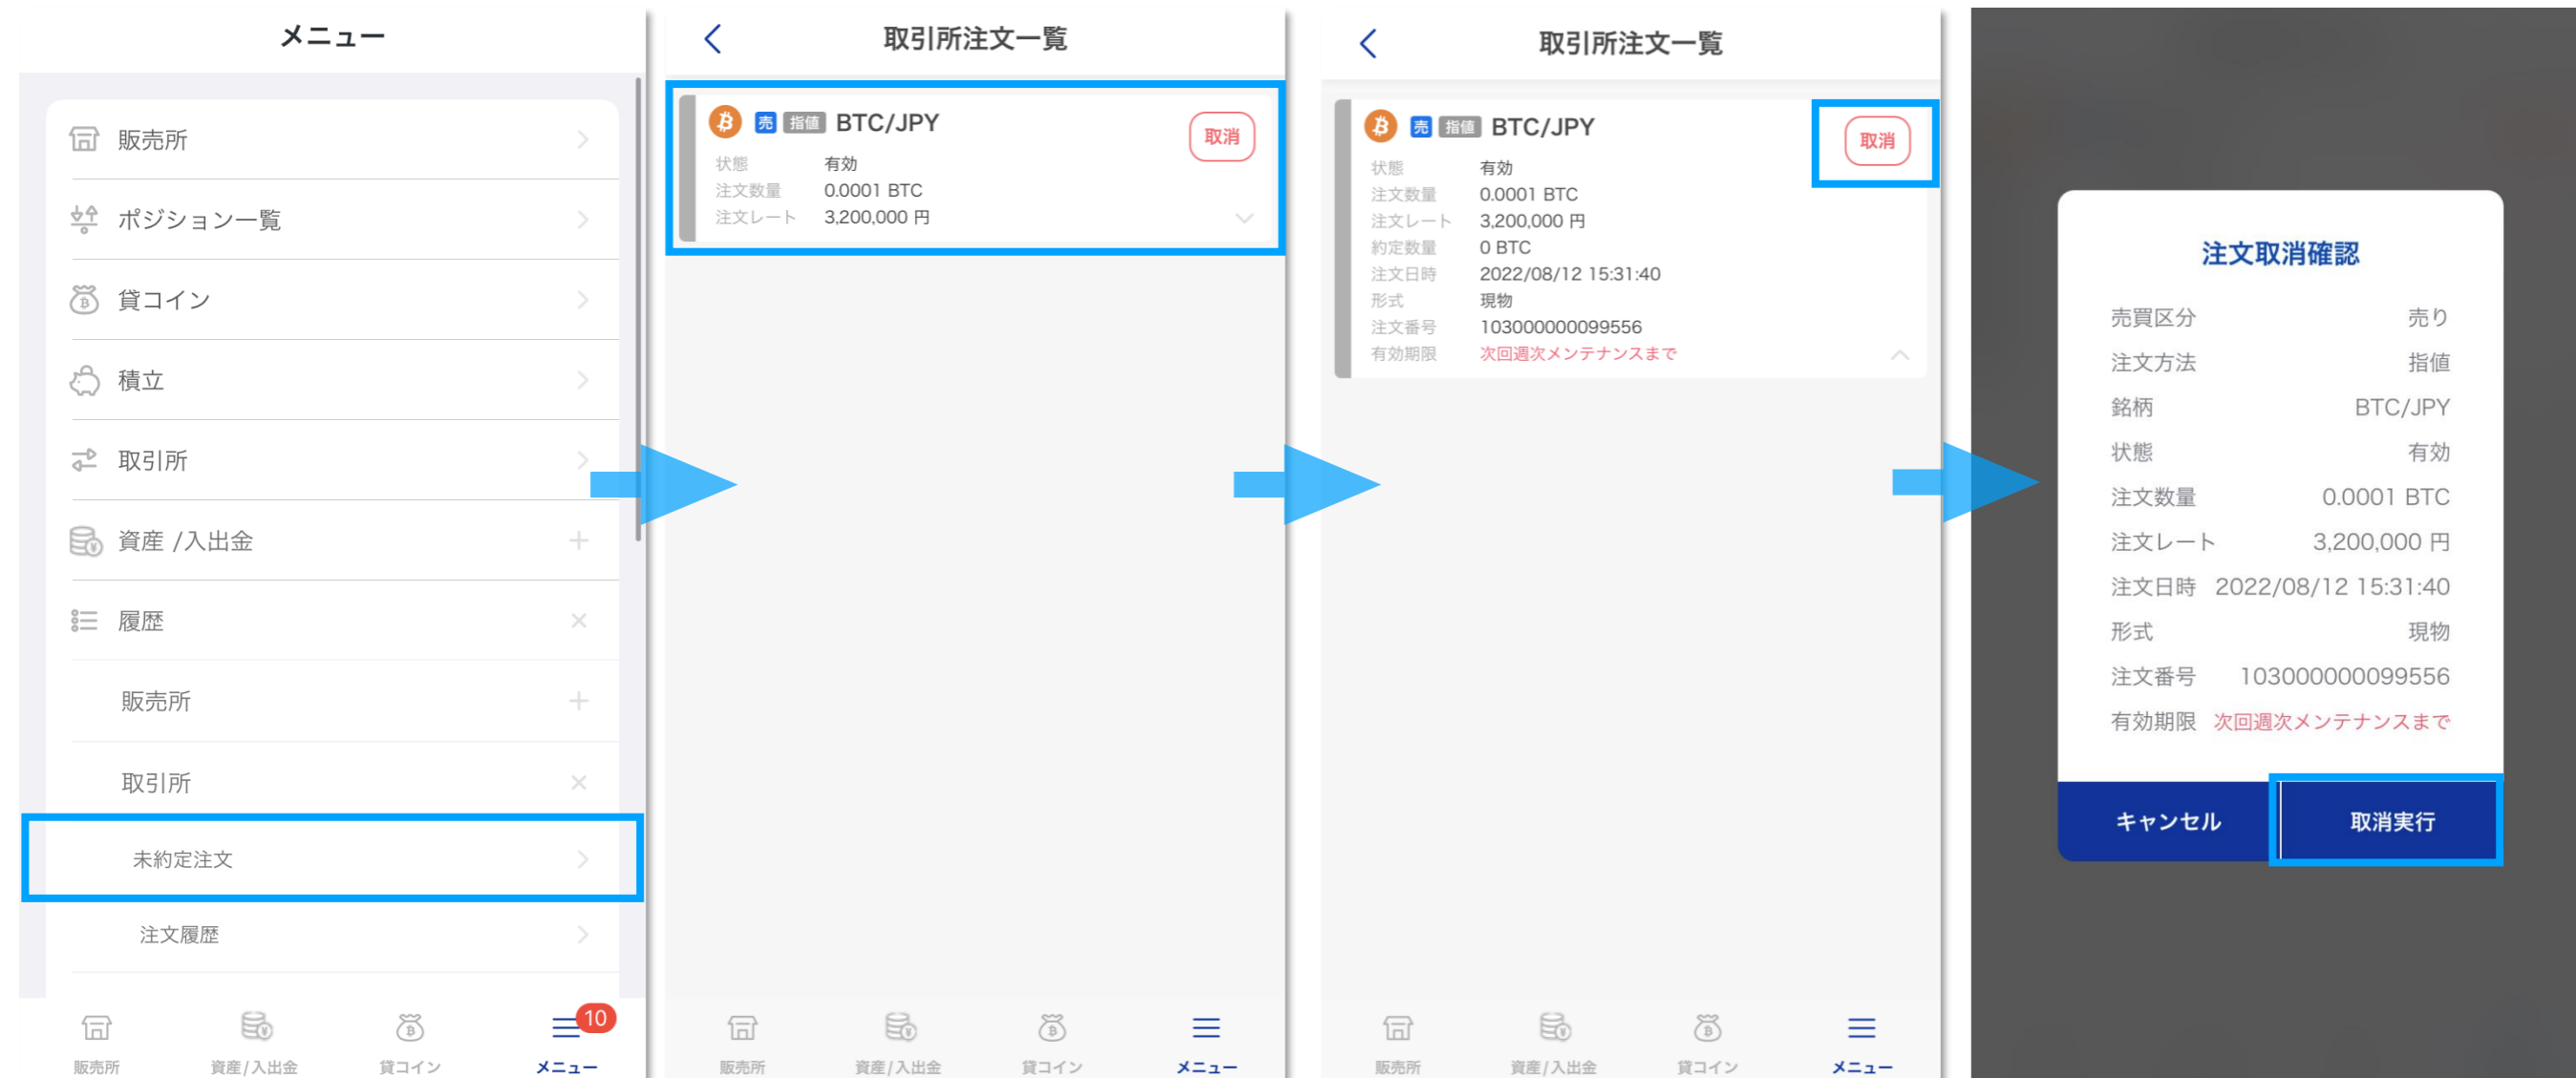 メニュー
販売所
ポジション一覧
貸コイン
積立
取引所
資産 /入出金
履歴
販売所
取引所
未約定注文
注文履歴
10
販売所 資産/入出金 貸コイン メニュー
取引所注文一覧
売 指値 BTC/JPY 取消
状態 有効
注文数量 0.0001 BTC
注文レート 3,200,000 円
販売所 資産/入出金 貸コイン メニュー
取引所注文一覧
売 指値 BTC/JPY 取消
状態 有効
注文数量 0.0001 BTC
注文レート 3,200,000 円
約定数量 0 BTC
注文日時 2022/08/12 15:31:40
形式 現物
注文番号 103000000099556
有効期限 次回週次メンテナンスまで
販売所 資産/入出金 貸コイン メニュー
注文取消確認
売買区分 売り
注文方法 指値
銘柄 BTC/JPY
状態 有効
注文数量 0.0001 BTC
注文レート 3,200,000 円
注文日時 2022/08/12 15:31:40
形式 現物
注文番号 103000000099556
有効期限 次回週次メンテナンスまで
キャンセル 取消実行